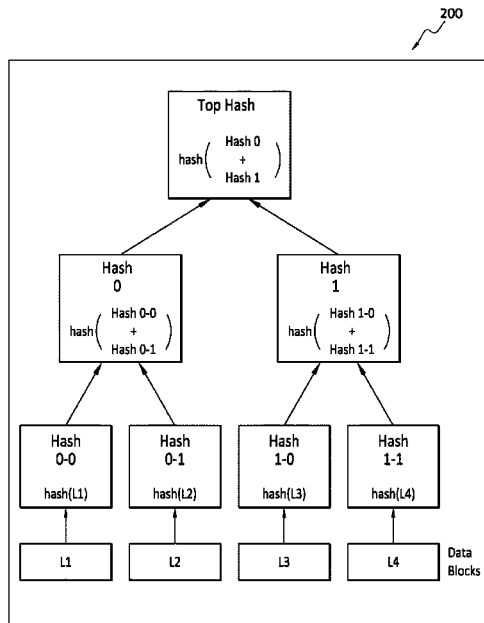 200
Top Hash
hash( Hash 0
+
Hash 1 )
Hash
0
hash( Hash 0-0
+
Hash 0-1 )
Hash
1
hash( Hash 1-0
+
Hash 1-1 )
Hash
0-0
hash(L1)
Hash
0-1
hash(L2)
Hash
1-0
hash(L3)
Hash
1-1
hash(L4)
L1
L2
L3
L4
Data
Blocks